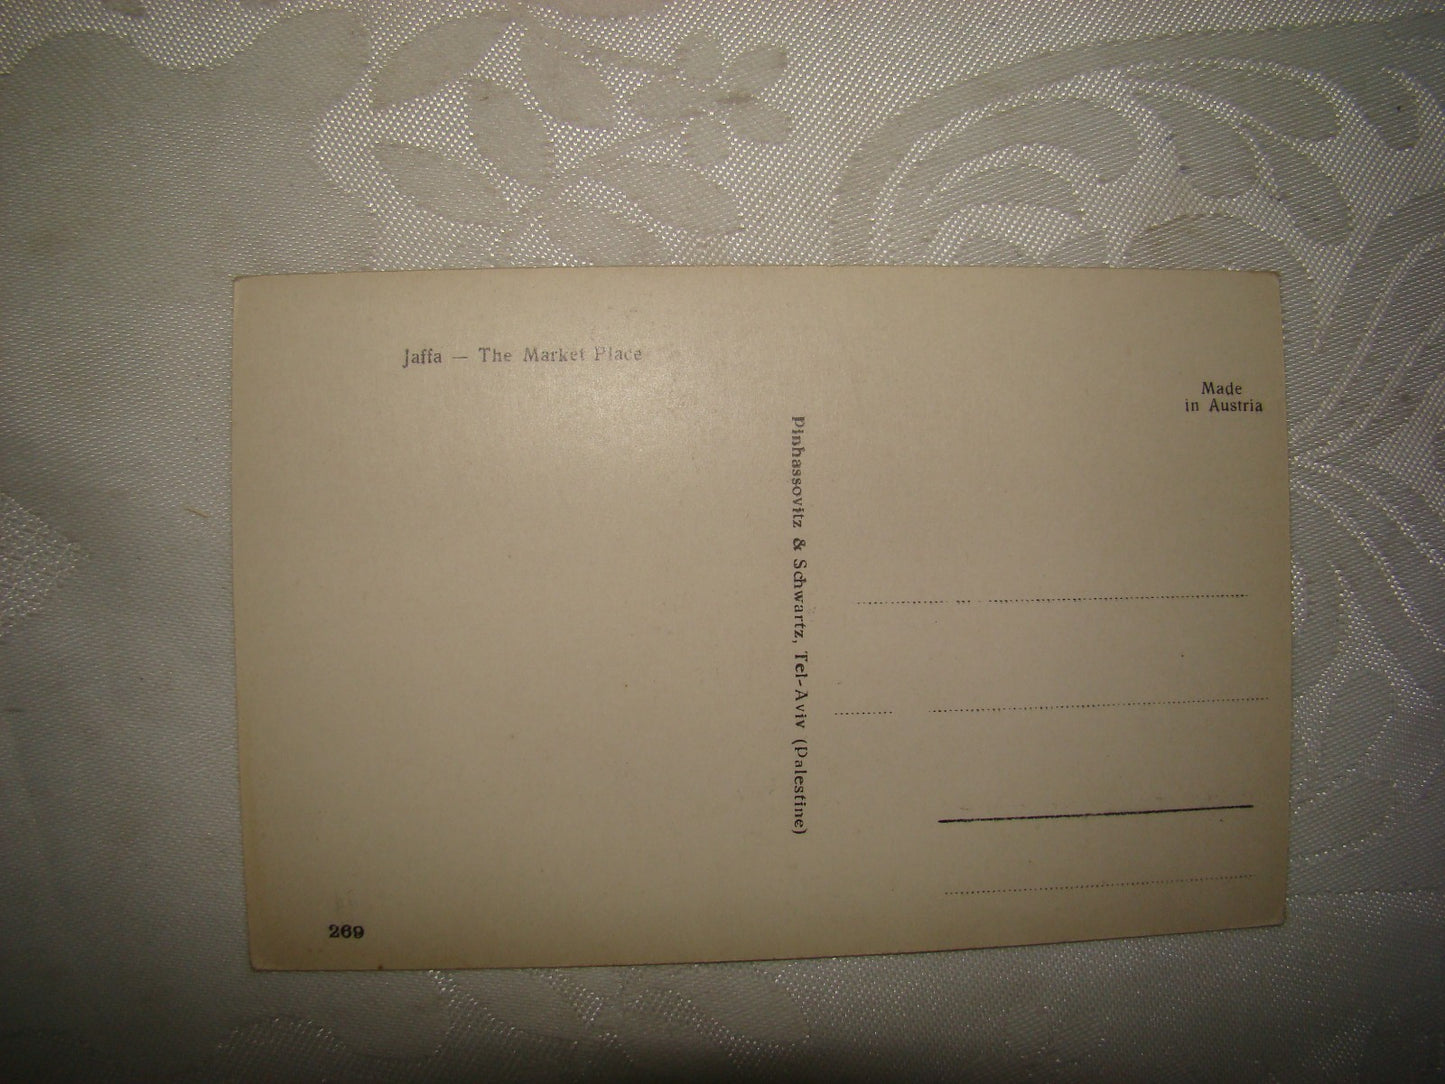 Jaffa — The Market Place
Made
in Austria
Pinhassovitz & Schwartz, Tel-Aviv (Palestine)
269